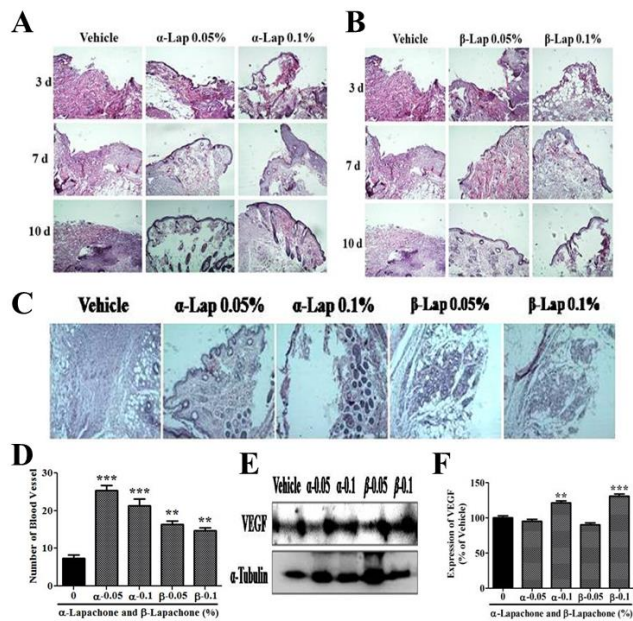 A
Vehicle α-Lap 0.05% α-Lap 0.1%
3 d
7 d
10 d
B
Vehicle β-Lap 0.05% β-Lap 0.1%
3 d
7 d
10 d
C
Vehicle α-Lap 0.05% α-Lap 0.1% β-Lap 0.05% β-Lap 0.1%
D
Number of Blood Vessel
30
20
10
0
*** *** ** **
0 α-0.05 α-0.1 β-0.05 β-0.1
α-Lapachone and β-Lapachone (%)
E
Vehicle α-0.05 α-0.1 β-0.05 β-0.1
VEGF
α-Tubulin
F
Expression of VEGF
(% of Vehicle)
150
100
50
0
** ***
0 α-0.05 α-0.1 β-0.05 β-0.1
α-Lapachone and β-Lapachone (%)